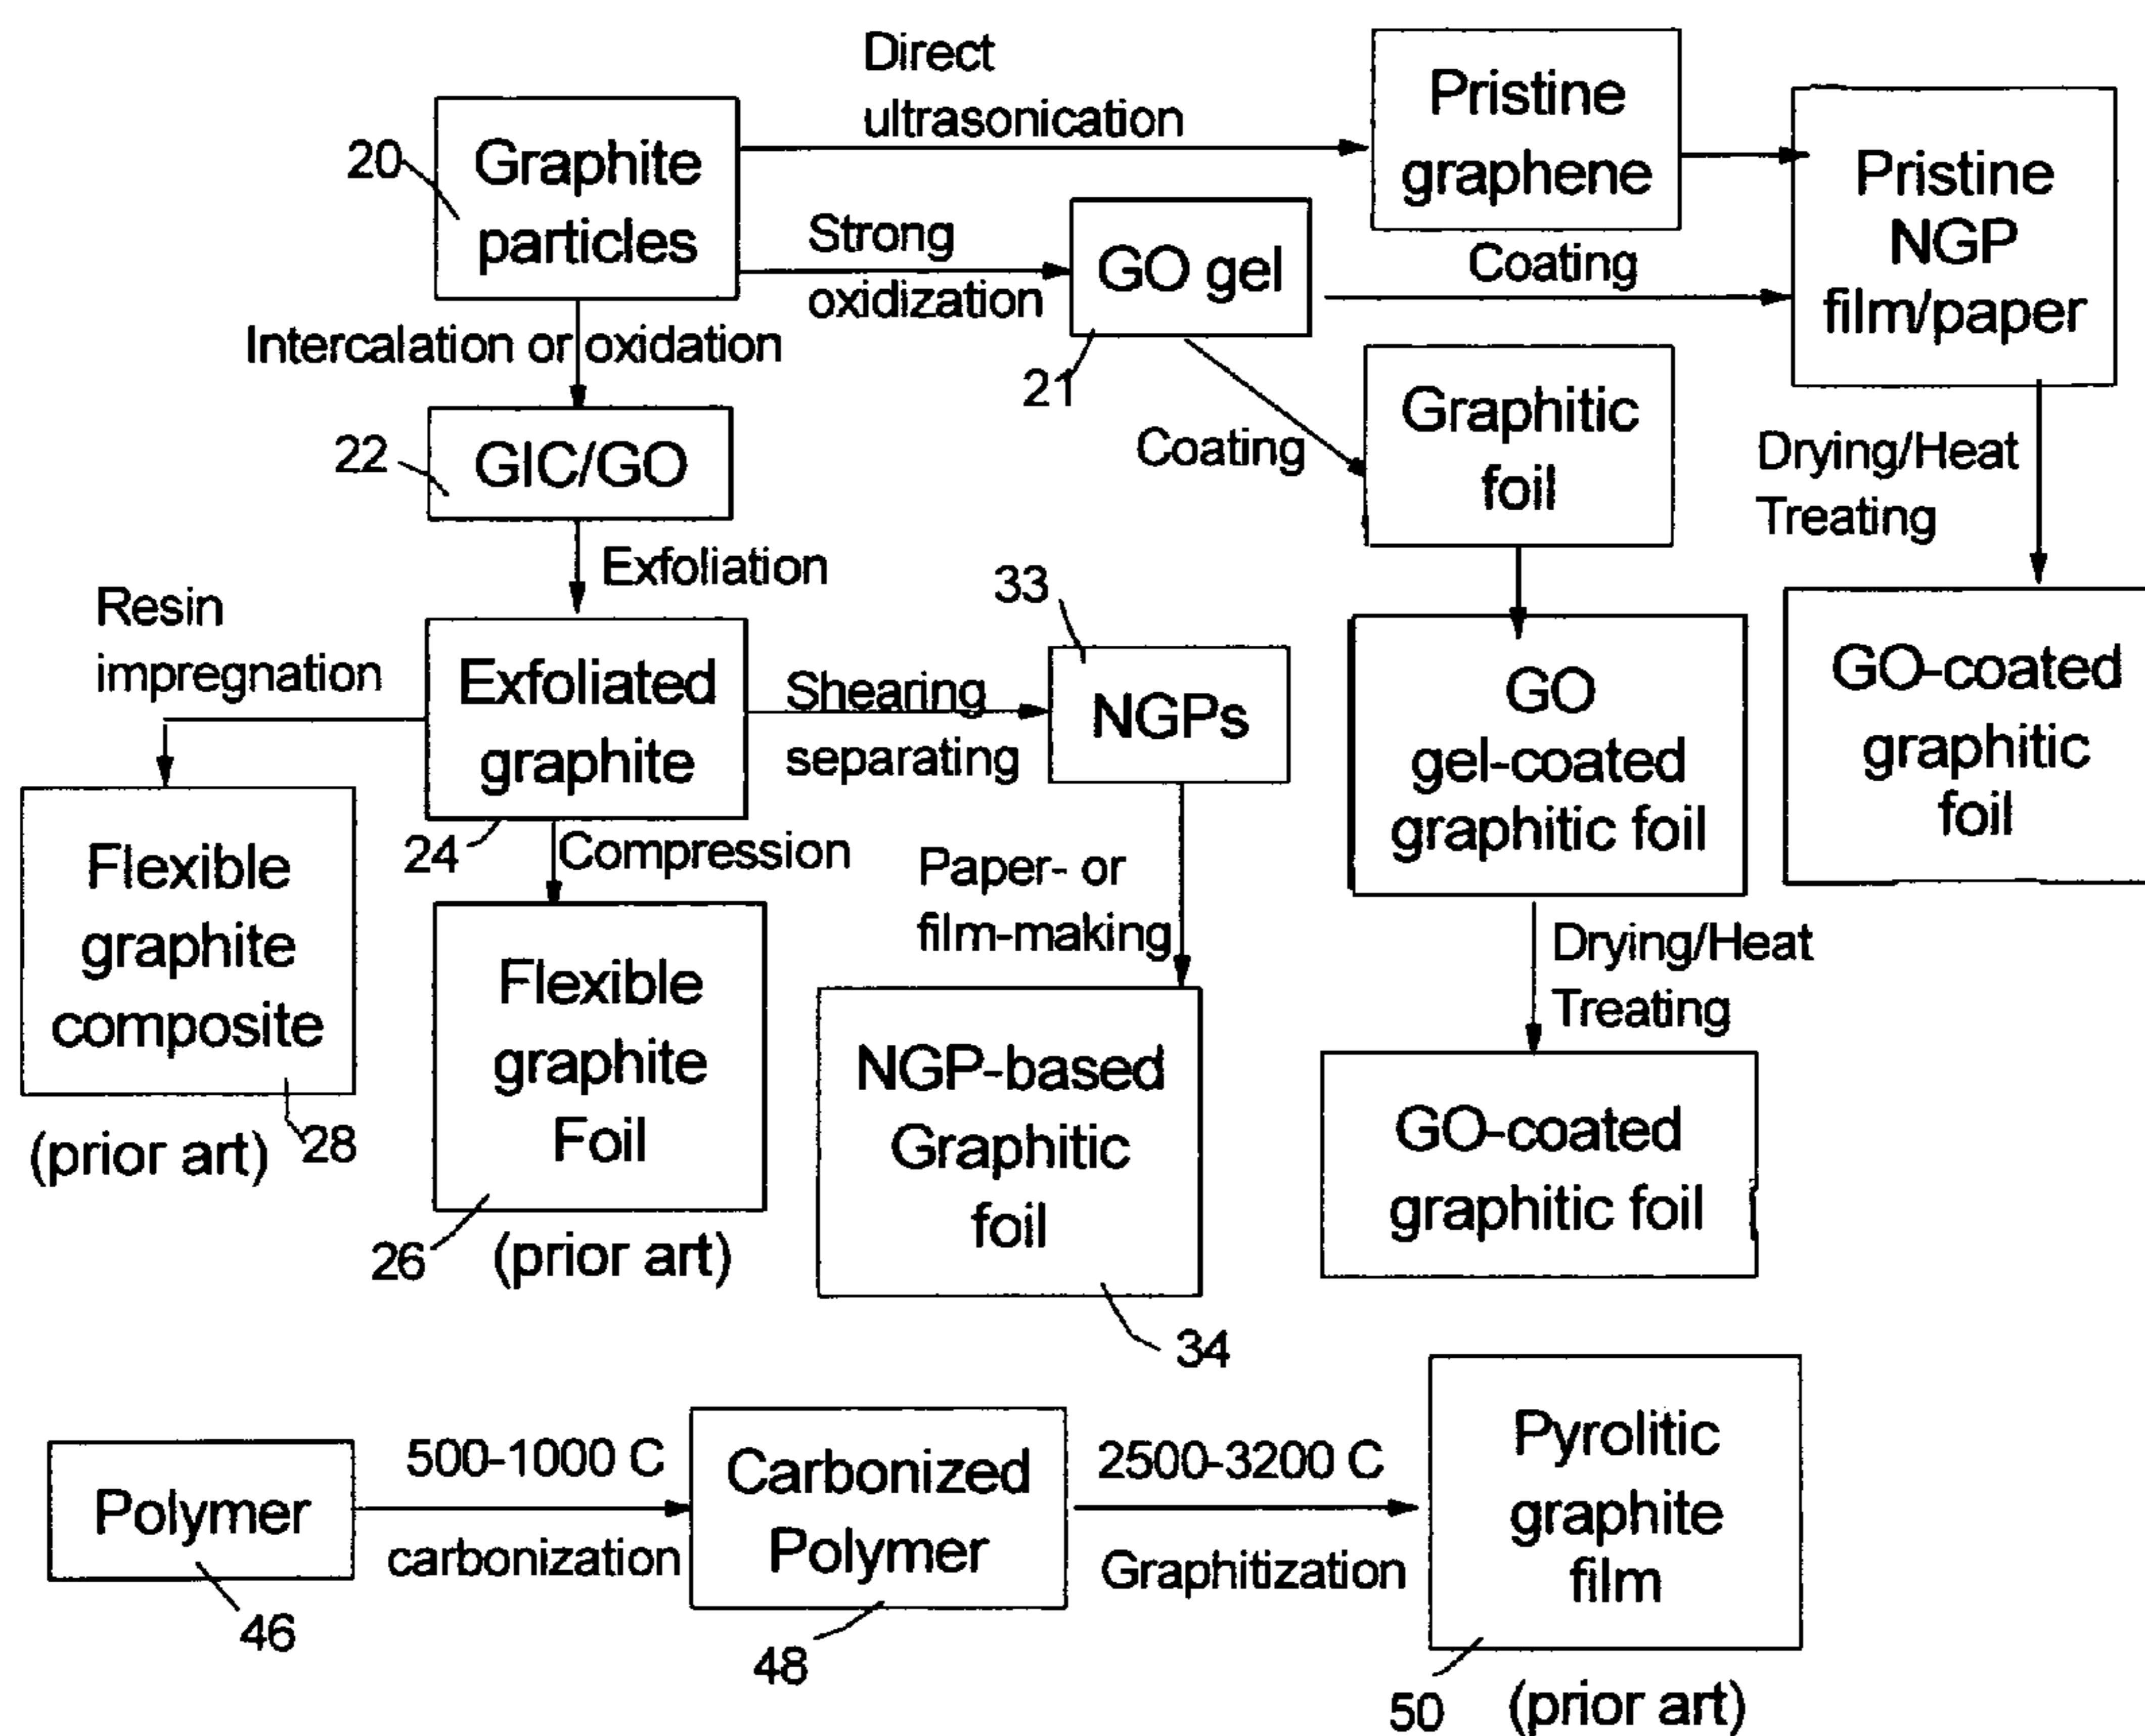 Direct
ultrasonication
Pristine
graphene
Graphite
particles
20
Pristine
NGP
film/paper
Strong
oxidization
GO gel
21
Coating
Intercalation or oxidation
Graphitic
foil
Coating
Drying/Heat
Treating
GIC/GO
22
Exfoliation
Resin
impregnation
33
Exfoliated
graphite
24
Shearing
separating
NGPs
GO
gel-coated
graphitic foil
GO-coated
graphitic
foil
Flexible
graphite
composite
28
(prior art)
Compression
Flexible
graphite
Foil
26
(prior art)
Paper- or
film-making
NGP-based
Graphitic
foil
34
Drying/Heat
Treating
GO-coated
graphitic foil
Polymer
46
500-1000 C
carbonization
Carbonized
Polymer
48
2500-3200 C
Graphitization
Pyrolitic
graphite
film
50
(prior art)